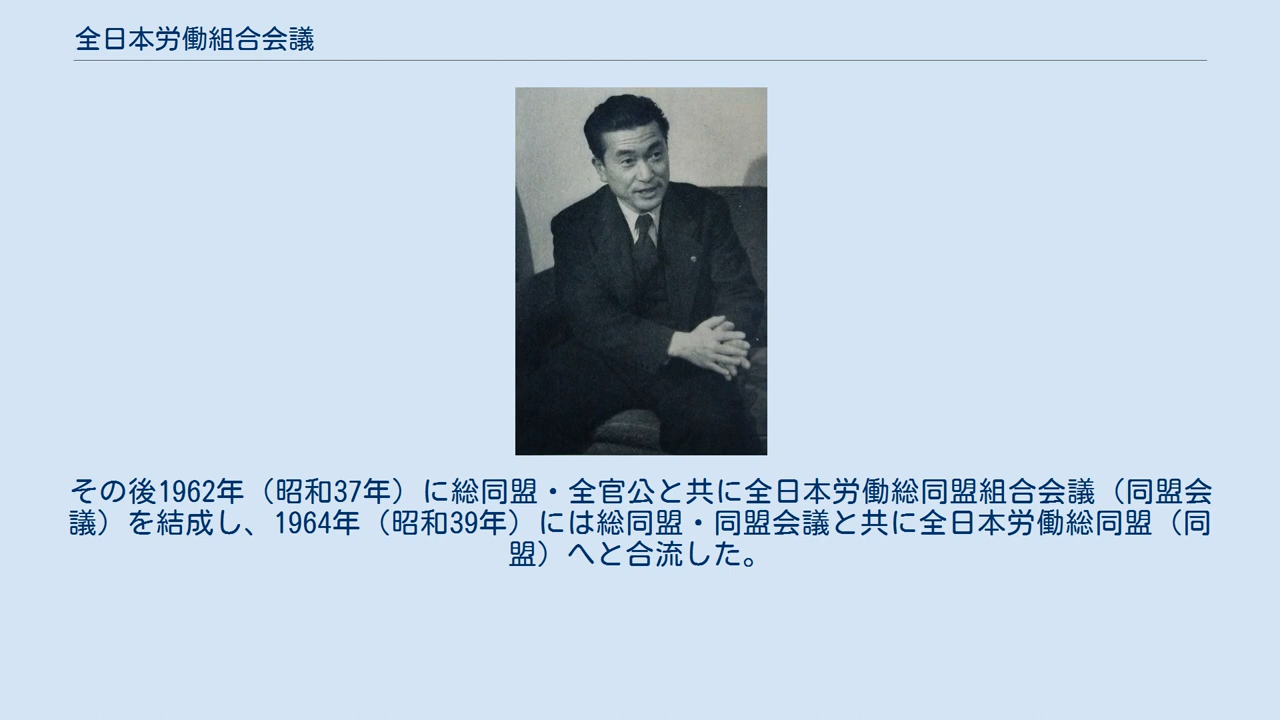 全日本労働組合会議
その後1962年（昭和37年）に総同盟・全官公と共に全日本労働総同盟組合会議（同盟会
議）を結成し、1964年（昭和39年）には総同盟・同盟会議と共に全日本労働総同盟（同
盟）へと合流した。